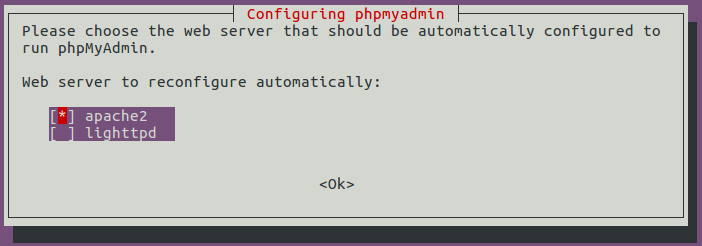 Configuring phpmyadmin
Please choose the web server that should be automatically configured to
run phpMyAdmin.
Web server to reconfigure automatically:
[*] apache2
[ ] lighttpd
<Ok>